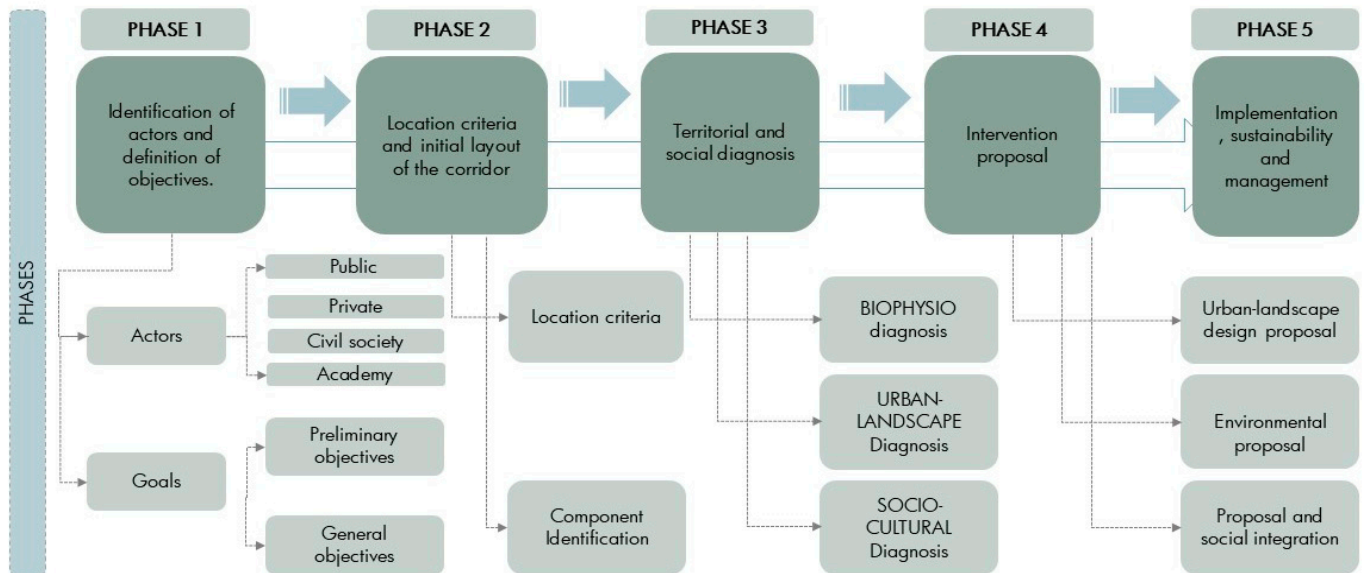 PHASES
PHASE 1
PHASE 2
PHASE 3
PHASE 4
PHASE 5
Identification of
actors and
definition of
objectives.
Location criteria
and initial layout
of the corridor
Territorial and
social diagnosis
Intervention
proposal
Implementation
, sustainability
and
management
Actors
Public
Private
Civil society
Academy
Goals
Preliminary
objectives
General
objectives
Location criteria
Component
Identification
BIOPHYSIO
diagnosis
URBAN-
LANDSCAPE
Diagnosis
SOCIO-
CULTURAL
Diagnosis
Urban-landscape
design proposal
Environmental
proposal
Proposal and
social integration